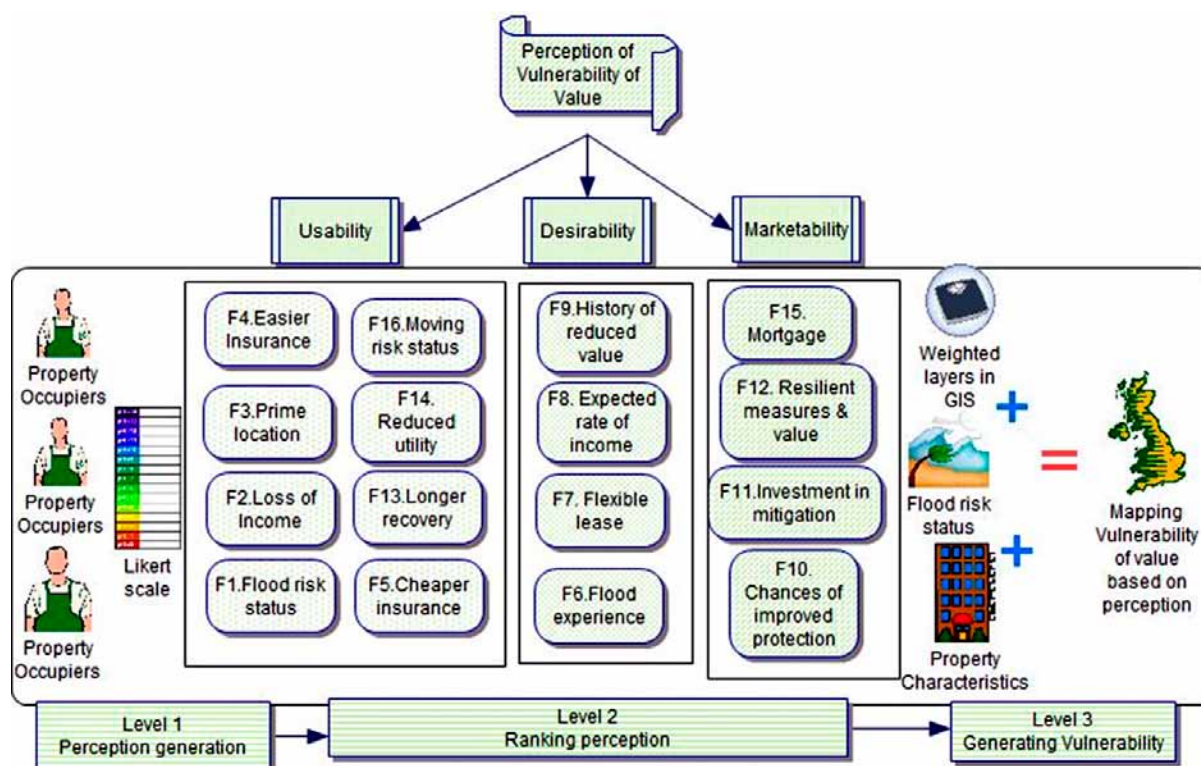 Perception of
Vulnerability of
Value
Usability
Desirability
Marketability
Property
Occupiers
Property
Occupiers
Property
Occupiers
Likert
scale
F4.Easier
Insurance
F16.Moving
risk status
F3.Prime
location
F14.
Reduced
utility
F2.Loss of
Income
F13.Longer
recovery
F1.Flood risk
status
F5.Cheaper
insurance
F9.History of
reduced
value
F8. Expected
rate of
income
F7. Flexible
lease
F6.Flood
experience
F15.
Mortgage
F12. Resilient
measures &
value
F11.Investment in
mitigation
F10.
Chances of
improved
protection
Weighted
layers in
GIS
+
Flood risk
status
+
Property
Characteristics
=
Mapping
Vulnerability
of value
based on
perception
Level 1
Perception generation
Level 2
Ranking perception
Level 3
Generating Vulnerability